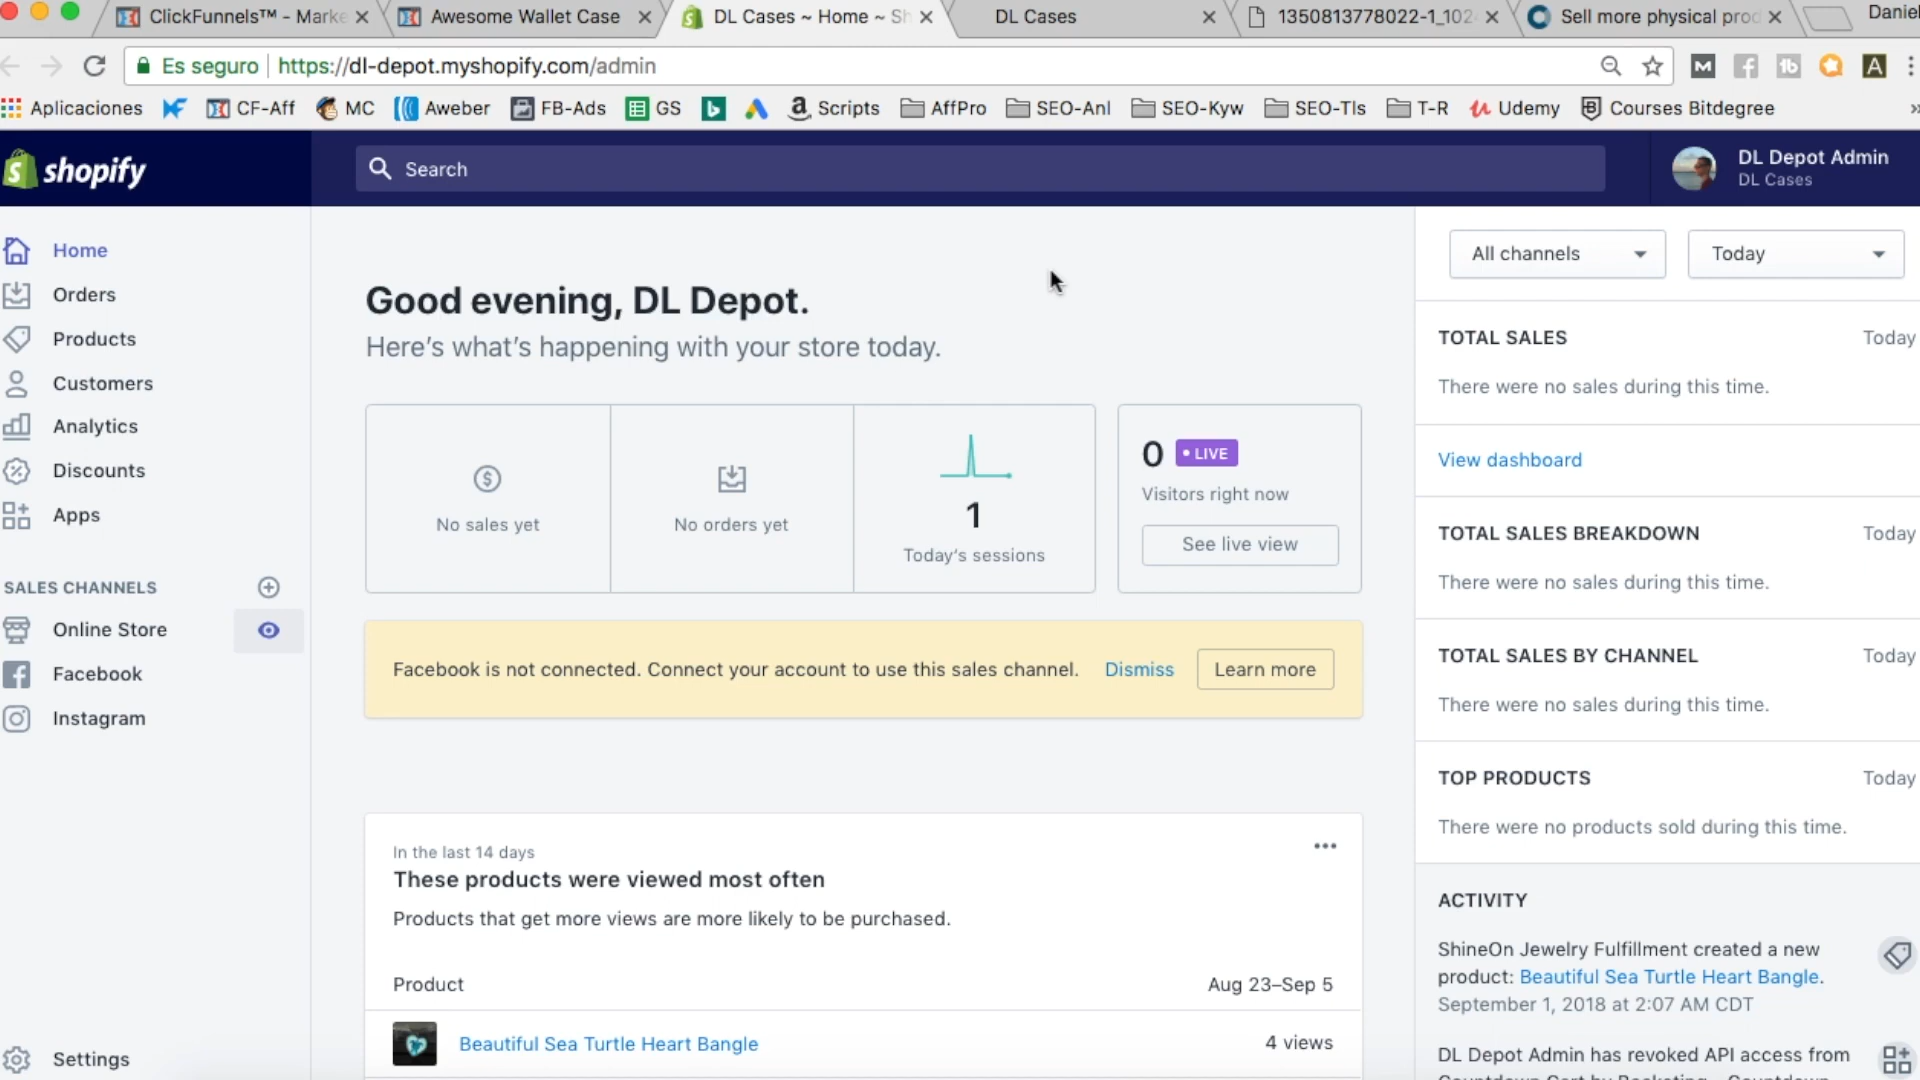 ClickFunnels™ - Marke
Awesome Wallet Case
DL Cases ~ Home ~ Sh
DL Cases
1350813778022-1_102
Sell more physical prod
Daniel
Es seguro
https://dl-depot.myshopify.com/admin
Aplicaciones
CF-Aff
MC
Aweber
FB-Ads
GS
Scripts
AffPro
SEO-Anl
SEO-Kyw
SEO-Tls
T-R
Udemy
Courses Bitdegree
shopify
Search
DL Depot Admin
DL Cases
Home
Orders
Products
Customers
Analytics
Discounts
Apps
SALES CHANNELS
Online Store
Facebook
Instagram
Settings
Good evening, DL Depot.
Here's what's happening with your store today.
No sales yet
No orders yet
1
Today's sessions
0 • LIVE
Visitors right now
See live view
Facebook is not connected. Connect your account to use this sales channel. Dismiss Learn more
In the last 14 days
These products were viewed most often
Products that get more views are more likely to be purchased.
Product Aug 23–Sep 5
Beautiful Sea Turtle Heart Bangle 4 views
All channels
Today
TOTAL SALES Today
There were no sales during this time.
View dashboard
TOTAL SALES BREAKDOWN Today
There were no sales during this time.
TOTAL SALES BY CHANNEL Today
There were no sales during this time.
TOP PRODUCTS Today
There were no products sold during this time.
ACTIVITY
ShineOn Jewelry Fulfillment created a new
product: Beautiful Sea Turtle Heart Bangle.
September 1, 2018 at 2:07 AM CDT
DL Depot Admin has revoked API access from